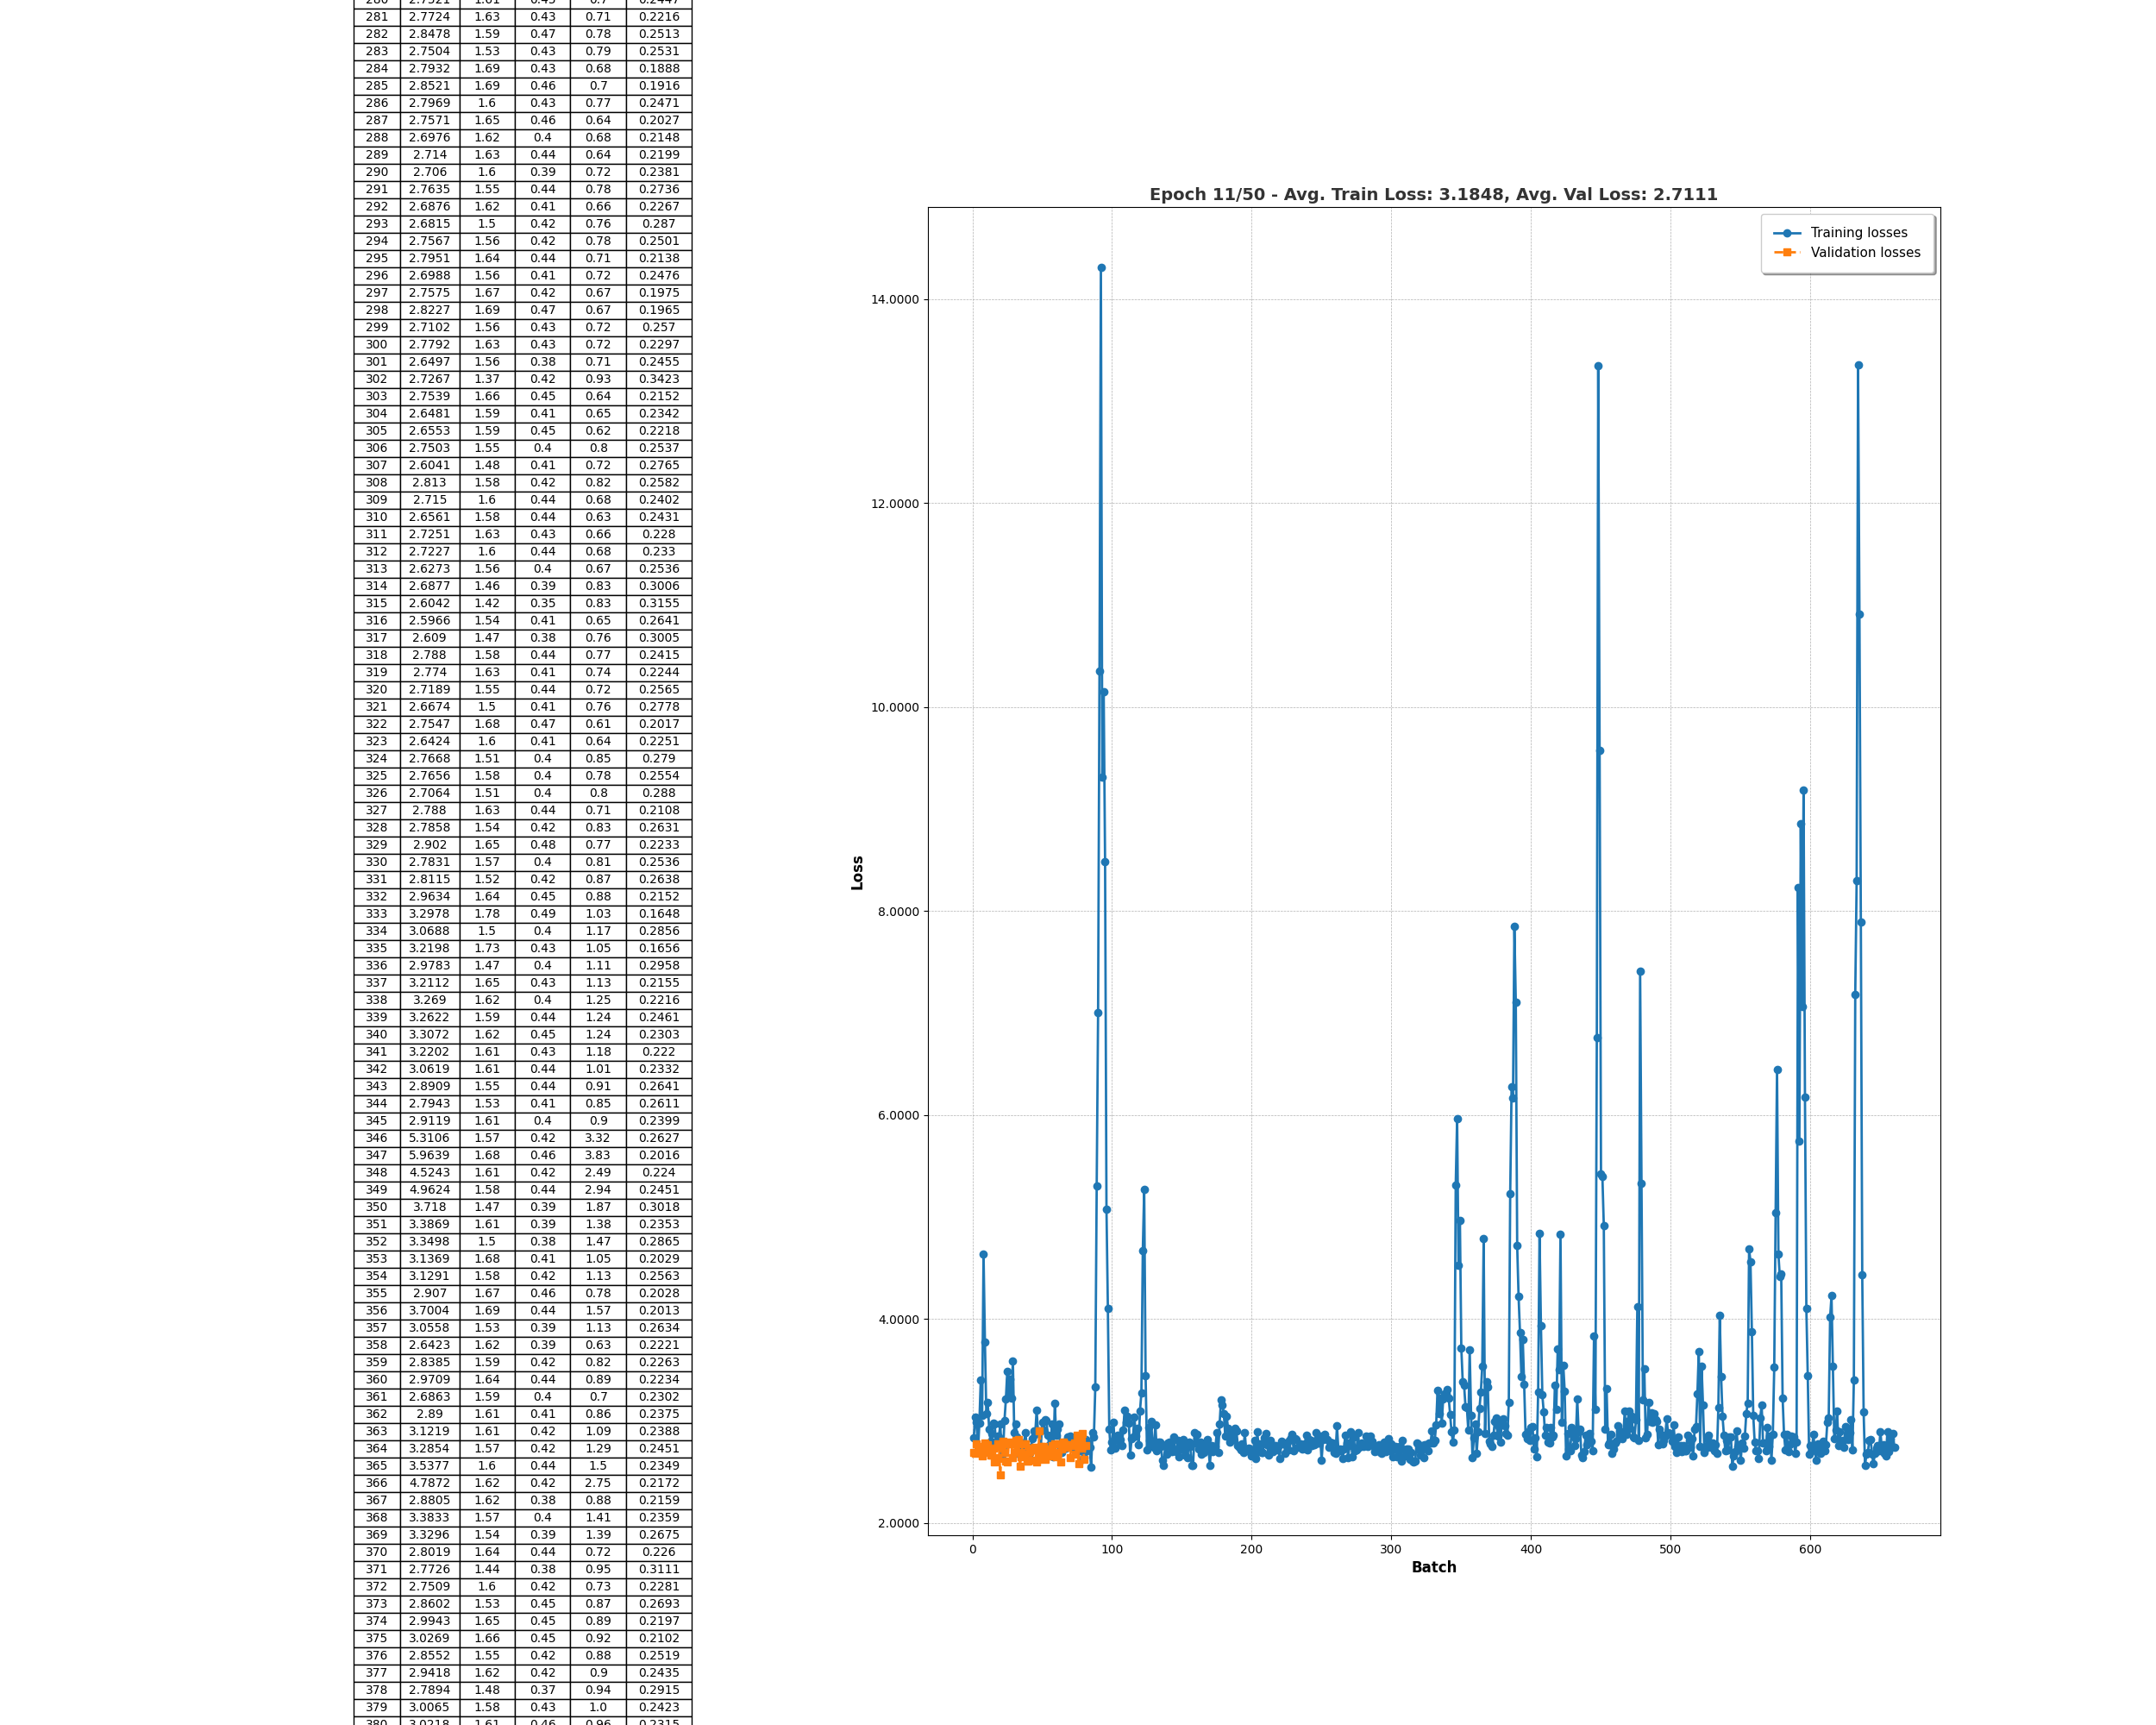 281 2.7724 1.63 0.43 0.71 0.2216
282 2.8478 1.59 0.47 0.78 0.2513
283 2.7504 1.53 0.43 0.79 0.2531
284 2.7932 1.69 0.43 0.68 0.1888
285 2.8521 1.69 0.46 0.7 0.1916
286 2.7969 1.6 0.43 0.77 0.2471
287 2.7571 1.65 0.46 0.64 0.2027
288 2.6976 1.62 0.4 0.68 0.2148
289 2.714 1.63 0.44 0.64 0.2199
290 2.706 1.6 0.39 0.72 0.2381
291 2.7635 1.55 0.44 0.78 0.2736
292 2.6876 1.62 0.41 0.66 0.2267
293 2.6815 1.5 0.42 0.76 0.287
294 2.7567 1.56 0.42 0.78 0.2501
295 2.7951 1.64 0.44 0.71 0.2138
296 2.6988 1.56 0.41 0.72 0.2476
297 2.7575 1.67 0.42 0.67 0.1975
298 2.8227 1.69 0.47 0.67 0.1965
299 2.7102 1.56 0.43 0.72 0.257
300 2.7792 1.63 0.43 0.72 0.2297
301 2.6497 1.56 0.38 0.71 0.2455
302 2.7267 1.37 0.42 0.93 0.3423
303 2.7539 1.66 0.45 0.64 0.2152
304 2.6481 1.59 0.41 0.65 0.2342
305 2.6553 1.59 0.45 0.62 0.2218
306 2.7503 1.55 0.4 0.8 0.2537
307 2.6041 1.48 0.41 0.72 0.2765
308 2.813 1.58 0.42 0.82 0.2582
309 2.715 1.6 0.44 0.68 0.2402
310 2.6561 1.58 0.44 0.63 0.2431
311 2.7251 1.63 0.43 0.66 0.228
312 2.7227 1.6 0.44 0.68 0.233
313 2.6273 1.56 0.4 0.67 0.2536
314 2.6877 1.46 0.39 0.83 0.3006
315 2.6042 1.42 0.35 0.83 0.3155
316 2.5966 1.54 0.41 0.65 0.2641
317 2.609 1.47 0.38 0.76 0.3005
318 2.788 1.58 0.44 0.77 0.2415
319 2.774 1.63 0.41 0.74 0.2244
320 2.7189 1.55 0.44 0.72 0.2565
321 2.6674 1.5 0.41 0.76 0.2778
322 2.7547 1.68 0.47 0.61 0.2017
323 2.6424 1.6 0.41 0.64 0.2251
324 2.7668 1.51 0.4 0.85 0.279
325 2.7656 1.58 0.4 0.78 0.2554
326 2.7064 1.51 0.4 0.8 0.288
327 2.788 1.63 0.44 0.71 0.2108
328 2.7858 1.54 0.42 0.83 0.2631
329 2.902 1.65 0.48 0.77 0.2233
330 2.7831 1.57 0.4 0.81 0.2536
331 2.8115 1.52 0.42 0.87 0.2638
332 2.9634 1.64 0.45 0.88 0.2152
333 3.2978 1.78 0.49 1.03 0.1648
334 3.0688 1.5 0.4 1.17 0.2856
335 3.2198 1.73 0.43 1.05 0.1656
336 2.9783 1.47 0.4 1.11 0.2958
337 3.2112 1.65 0.43 1.13 0.2155
338 3.269 1.62 0.4 1.25 0.2216
339 3.2622 1.59 0.44 1.24 0.2461
340 3.3072 1.62 0.45 1.24 0.2303
341 3.2202 1.61 0.43 1.18 0.222
342 3.0619 1.61 0.44 1.01 0.2332
343 2.8909 1.55 0.44 0.91 0.2641
344 2.7943 1.53 0.41 0.85 0.2611
345 2.9119 1.61 0.4 0.9 0.2399
346 5.3106 1.57 0.42 3.32 0.2627
347 5.9639 1.68 0.46 3.83 0.2016
348 4.5243 1.61 0.42 2.49 0.224
349 4.9624 1.58 0.44 2.94 0.2451
350 3.718 1.47 0.39 1.87 0.3018
351 3.3869 1.61 0.39 1.38 0.2353
352 3.3498 1.5 0.38 1.47 0.2865
353 3.1369 1.68 0.41 1.05 0.2029
354 3.1291 1.58 0.42 1.13 0.2563
355 2.907 1.67 0.46 0.78 0.2028
356 3.7004 1.69 0.44 1.57 0.2013
357 3.0558 1.53 0.39 1.13 0.2634
358 2.6423 1.62 0.39 0.63 0.2221
359 2.8385 1.59 0.42 0.82 0.2263
360 2.9709 1.64 0.44 0.89 0.2234
361 2.6863 1.59 0.4 0.7 0.2302
362 2.89 1.61 0.41 0.86 0.2375
363 3.1219 1.61 0.42 1.09 0.2388
364 3.2854 1.57 0.42 1.29 0.2451
365 3.5377 1.6 0.44 1.5 0.2349
366 4.7872 1.62 0.42 2.75 0.2172
367 2.8805 1.62 0.38 0.88 0.2159
368 3.3833 1.57 0.4 1.41 0.2359
369 3.3296 1.54 0.39 1.39 0.2675
370 2.8019 1.64 0.44 0.72 0.226
371 2.7726 1.44 0.38 0.95 0.3111
372 2.7509 1.6 0.42 0.73 0.2281
373 2.8602 1.53 0.45 0.87 0.2693
374 2.9943 1.65 0.45 0.89 0.2197
375 3.0269 1.66 0.45 0.92 0.2102
376 2.8552 1.55 0.42 0.88 0.2519
377 2.9418 1.62 0.42 0.9 0.2435
378 2.7894 1.48 0.37 0.94 0.2915
379 3.0065 1.58 0.43 1.0 0.2423
380 3.0218 1.61 0.46 0.96 0.2315
Epoch 11/50 - Avg. Train Loss: 3.1848, Avg. Val Loss: 2.7111
Training losses
Validation losses
14.0000
12.0000
10.0000
8.0000
6.0000
4.0000
2.0000
Loss
0 100 200 300 400 500 600
Batch